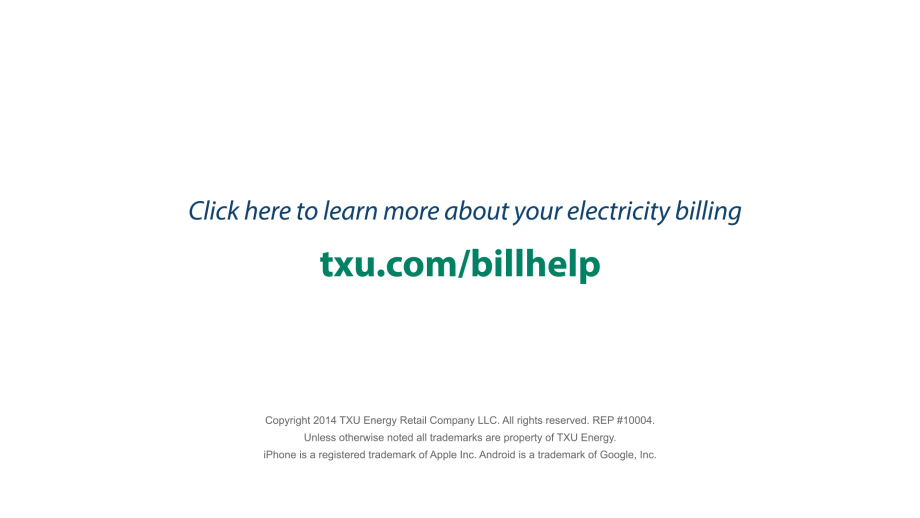 Click here to learn more about your electricity billing
txu.com/billhelp
Copyright 2014 TXU Energy Retail Company LLC. All rights reserved. REP #10004.
Unless otherwise noted all trademarks are property of TXU Energy.
iPhone is a registered trademark of Apple Inc. Android is a trademark of Google, Inc.